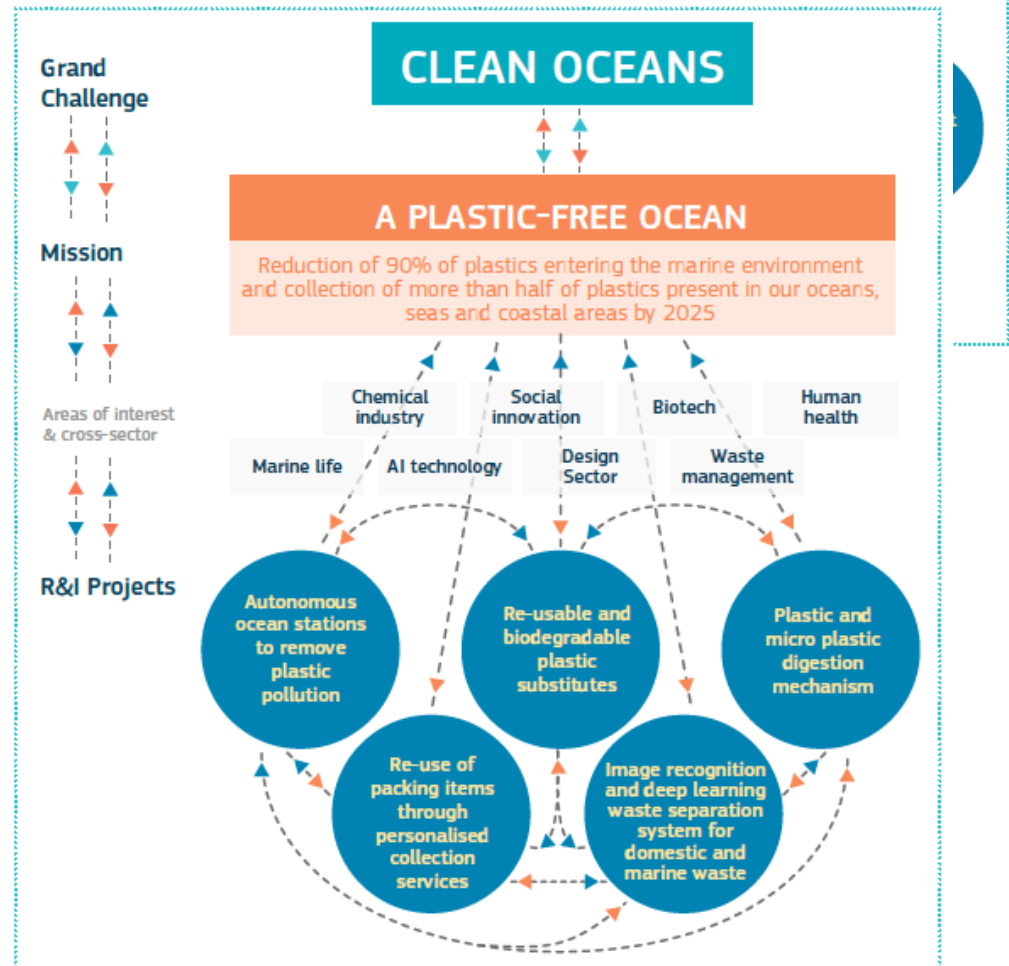 CLEAN OCEANS
Grand
Challenge
A PLASTIC-FREE OCEAN
Mission
Reduction of 90% of plastics entering the marine environment
and collection of more than half of plastics present in our oceans,
seas and coastal areas by 2025
Areas of interest
& cross-sector
Chemical
industry
Social
innovation
Biotech
Human
health
Marine life
AI technology
Design
Sector
Waste
management
R&I Projects
Autonomous
ocean stations
to remove
plastic
pollution
Re-usable and
biodegradable
plastic
substitutes
Plastic and
micro plastic
digestion
mechanism
Re-use of
packing items
through
personalised
collection
services
Image recognition
and deep learning
waste separation
system for
domestic and
marine waste